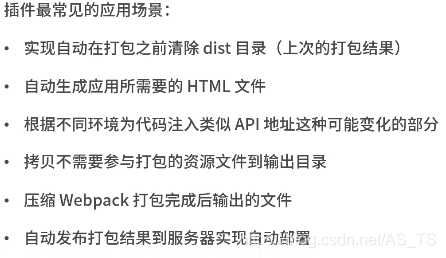 插件最常见的应用场景：
• 实现自动在打包之前清除 dist 目录（上次的打包结果）
• 自动生成应用所需要的 HTML 文件
• 根据不同环境为代码注入类似 API 地址这种可能变化的部分
• 拷贝不需要参与打包的资源文件到输出目录
• 压缩 Webpack 打包完成后输出的文件
• 自动发布打包结果到服务器实现自动部署
csdn.net/AS_TS